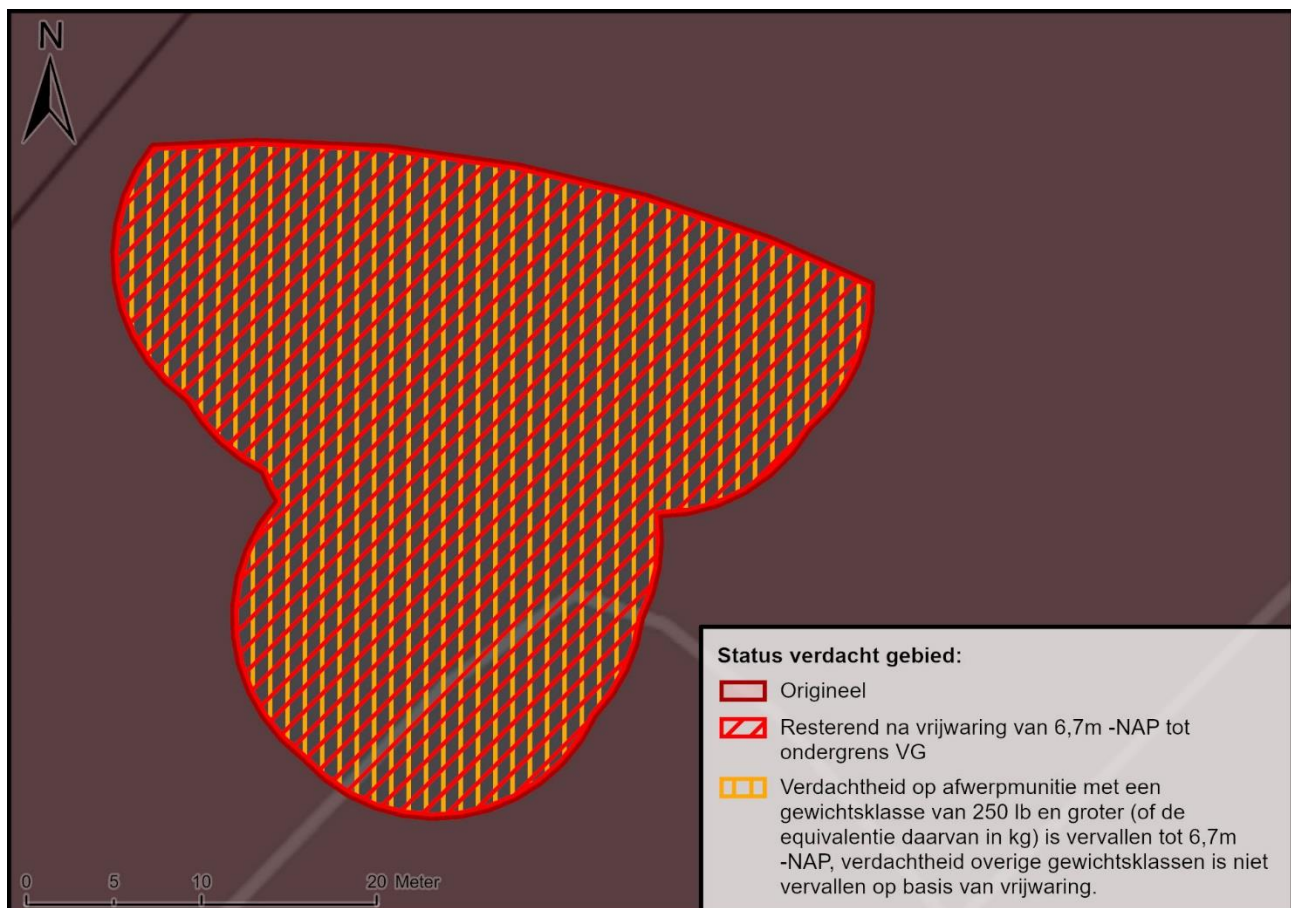 N
Status verdacht gebied:
Origineel
Resterend na vrijwaring van 6,7m -NAP tot
ondergrens VG
Verdachtheid op afwerpmunitie met een
gewichtsklasse van 250 lb en groter (of de
equivalentie daarvan in kg) is vervallen tot 6,7m
-NAP, verdachtheid overige gewichtsklassen is niet
vervallen op basis van vrijwaring.
0 5 10 20 Meter